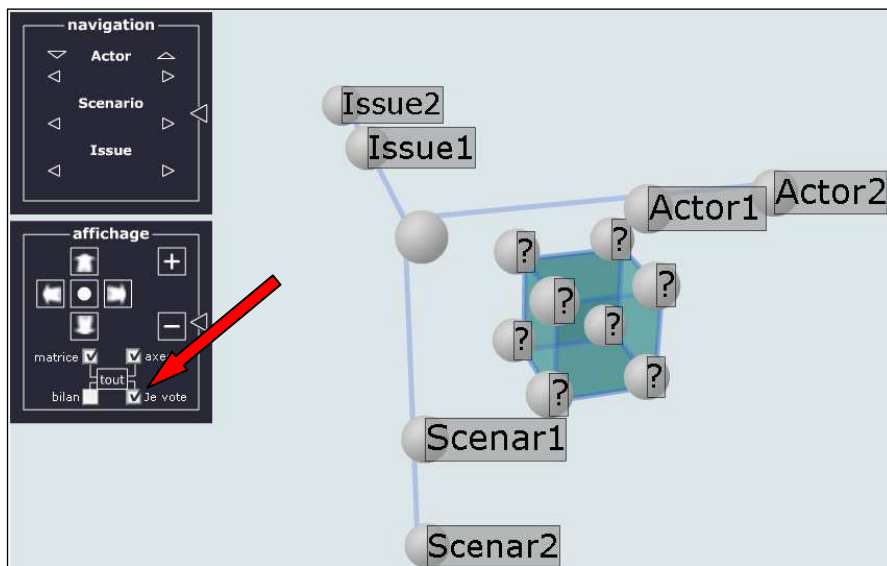 navigation
Actor
Scenario
Issue
affichage
+
−
matrice axes
tout
bilan Je vote
Issue2
Issue1
Actor1 Actor2
? ?
? ?
? ?
? ?
Scenar1
Scenar2